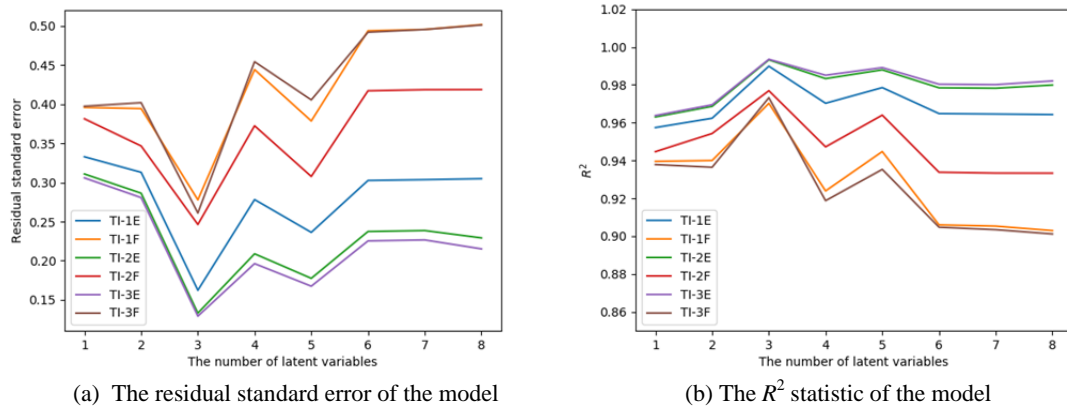 0.50
0.45
0.40
0.35
0.30
0.25
0.20
0.15
Residual standard error
TI-1E
TI-1F
TI-2E
TI-2F
TI-3E
TI-3F
1 2 3 4 5 6 7 8
The number of latent variables
(a) The residual standard error of the model
1.02
1.00
0.98
0.96
0.94
0.92
0.90
0.88
0.86
R²
TI-1E
TI-1F
TI-2E
TI-2F
TI-3E
TI-3F
1 2 3 4 5 6 7 8
The number of latent variables
(b) The R² statistic of the model